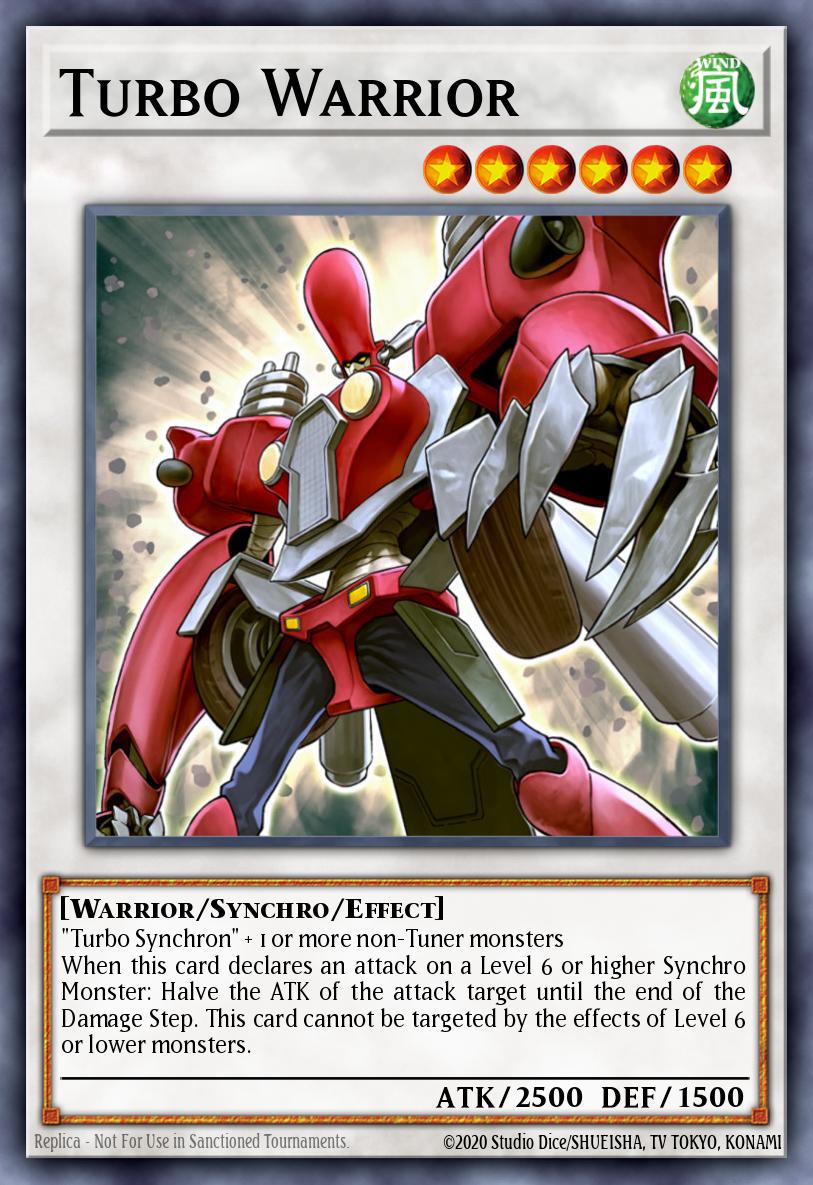 Turbo Warrior
WIND
風
[Warrior/Synchro/Effect]
"Turbo Synchron" + 1 or more non-Tuner monsters
When this card declares an attack on a Level 6 or higher Synchro
Monster: Halve the ATK of the attack target until the end of the
Damage Step. This card cannot be targeted by the effects of Level 6
or lower monsters.
ATK/2500 DEF/1500
Replica - Not For Use in Sanctioned Tournaments.
©2020 Studio Dice/SHUEISHA, TV TOKYO, KONAMI